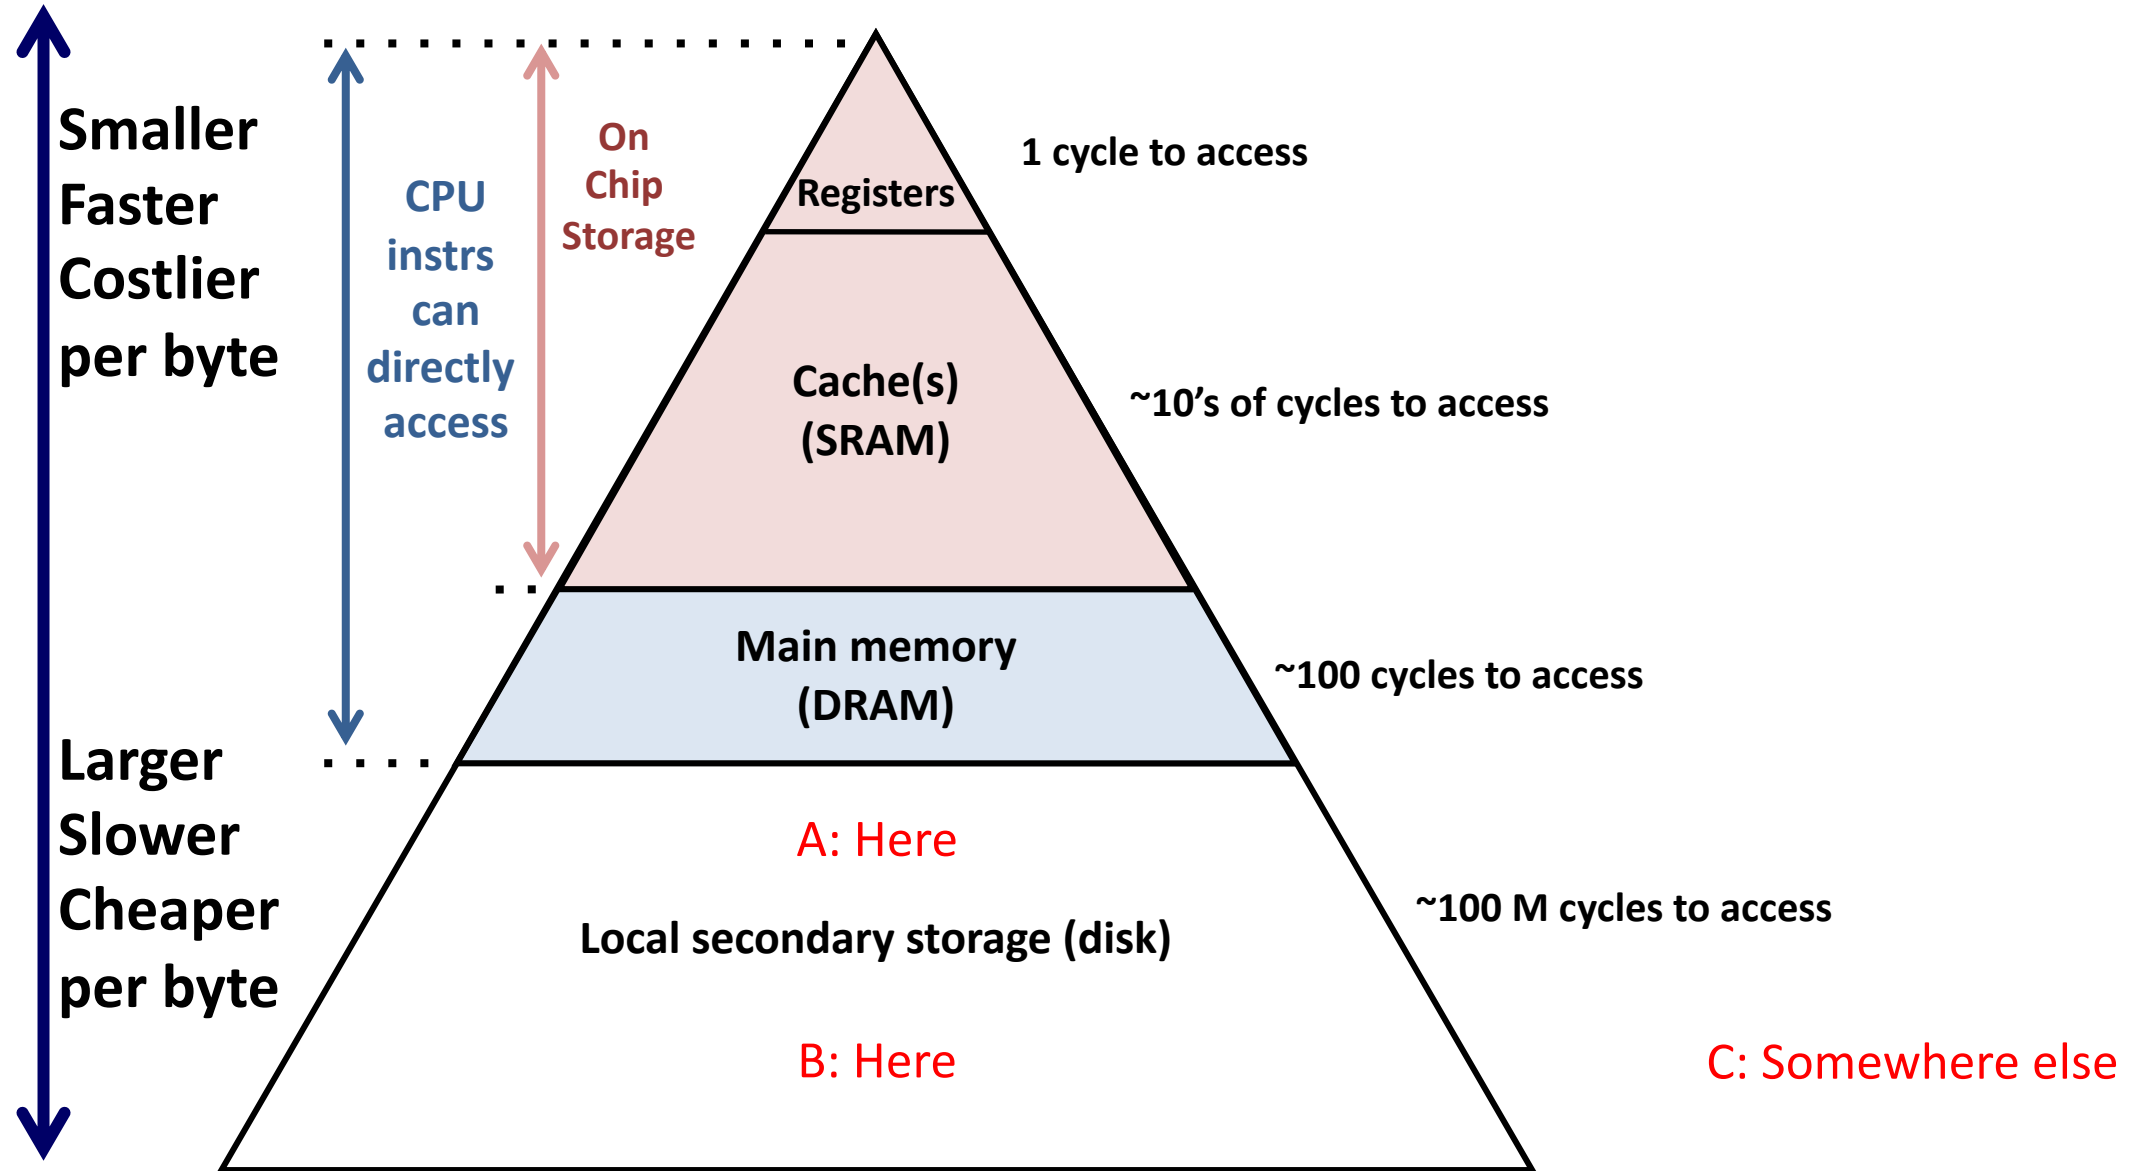 Smaller
Faster
Costlier
per byte
CPU
instrs
can
directly
access
On
Chip
Storage
Registers
1 cycle to access
Cache(s)
(SRAM)
~10’s of cycles to access
Main memory
(DRAM)
~100 cycles to access
Larger
Slower
Cheaper
per byte
A: Here
Local secondary storage (disk)
~100 M cycles to access
B: Here
C: Somewhere else